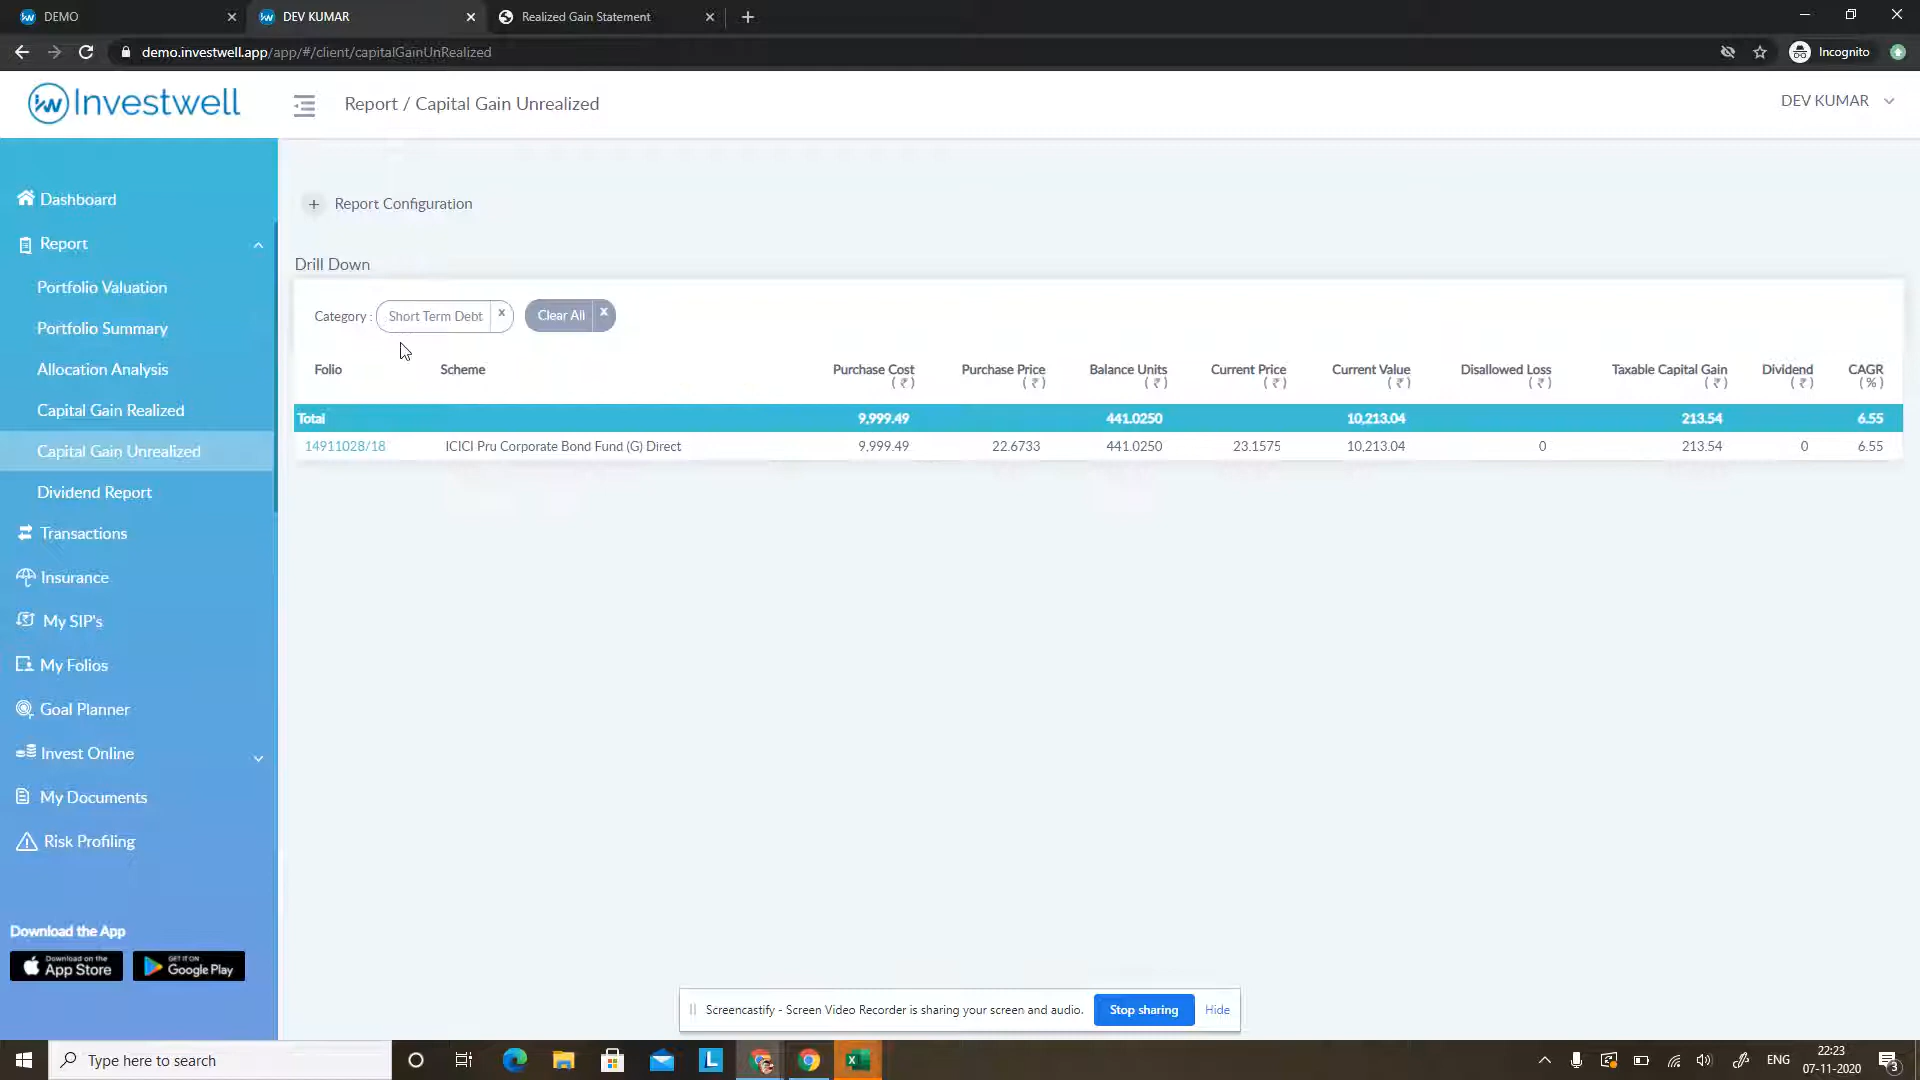 DEMO
DEV KUMAR
Realized Gain Statement
demo.investwell.app/app/#/client/capitalGainUnRealized
Incognito
Investwell
Report / Capital Gain Unrealized
DEV KUMAR
Dashboard
Report
Portfolio Valuation
Portfolio Summary
Allocation Analysis
Capital Gain Realized
Capital Gain Unrealized
Dividend Report
Transactions
Insurance
My SIP's
My Folios
Goal Planner
Invest Online
My Documents
Risk Profiling
Download the App
Download on the App Store
GET IT ON Google Play
+ Report Configuration
Drill Down
Category : Short Term Debt x Clear All x
Folio Scheme Purchase Cost Purchase Price Balance Units Current Price Current Value Disallowed Loss Taxable Capital Gain Dividend CAGR
( ₹ ) ( ₹ ) ( ₹ ) ( ₹ ) ( ₹ ) ( ₹ ) ( ₹ ) ( ₹ ) ( % )
Total 9,999.49 441.0250 10,213.04 213.54 6.55
14911028/18 ICICI Pru Corporate Bond Fund (G) Direct 9,999.49 22.6733 441.0250 23.1575 10,213.04 0 213.54 0 6.55
Screencastify - Screen Video Recorder is sharing your screen and audio. Stop sharing Hide
Type here to search
L
ENG
22:23
07-11-2020
3